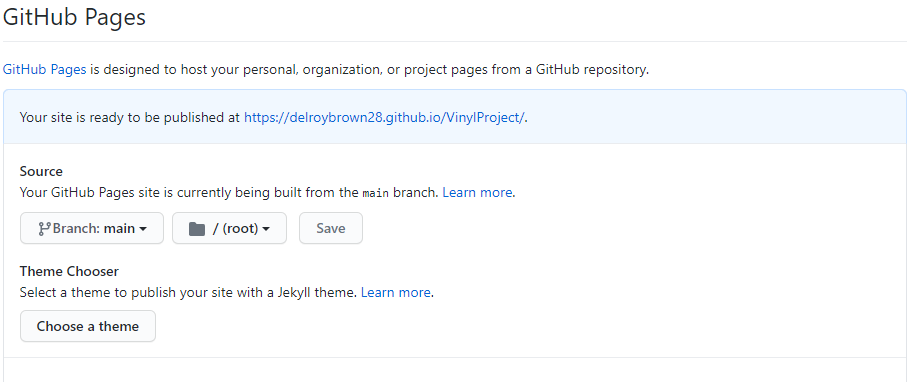 GitHub Pages
GitHub Pages is designed to host your personal, organization, or project pages from a GitHub repository.
Your site is ready to be published at https://delroybrown28.github.io/VinylProject/.
Source
Your GitHub Pages site is currently being built from the main branch. Learn more.
Branch: main / (root) Save
Theme Chooser
Select a theme to publish your site with a Jekyll theme. Learn more.
Choose a theme